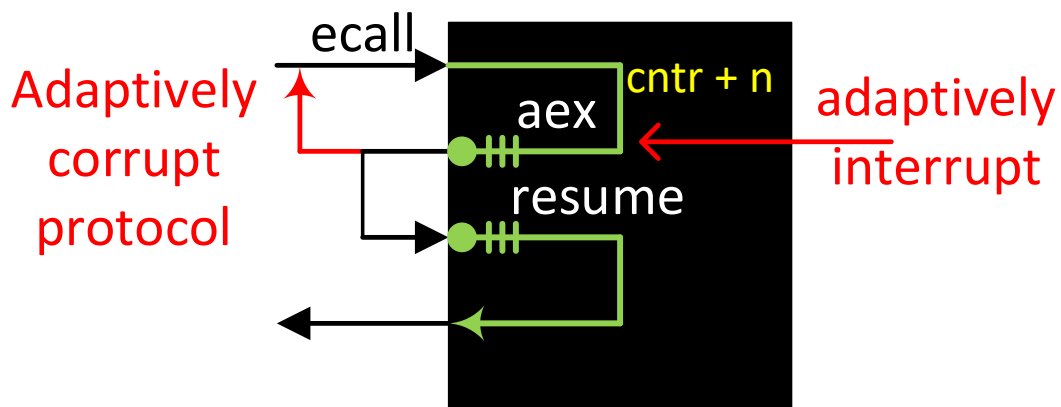 ecall
Adaptively
corrupt
protocol
cntr + n
aex
resume
adaptively
interrupt